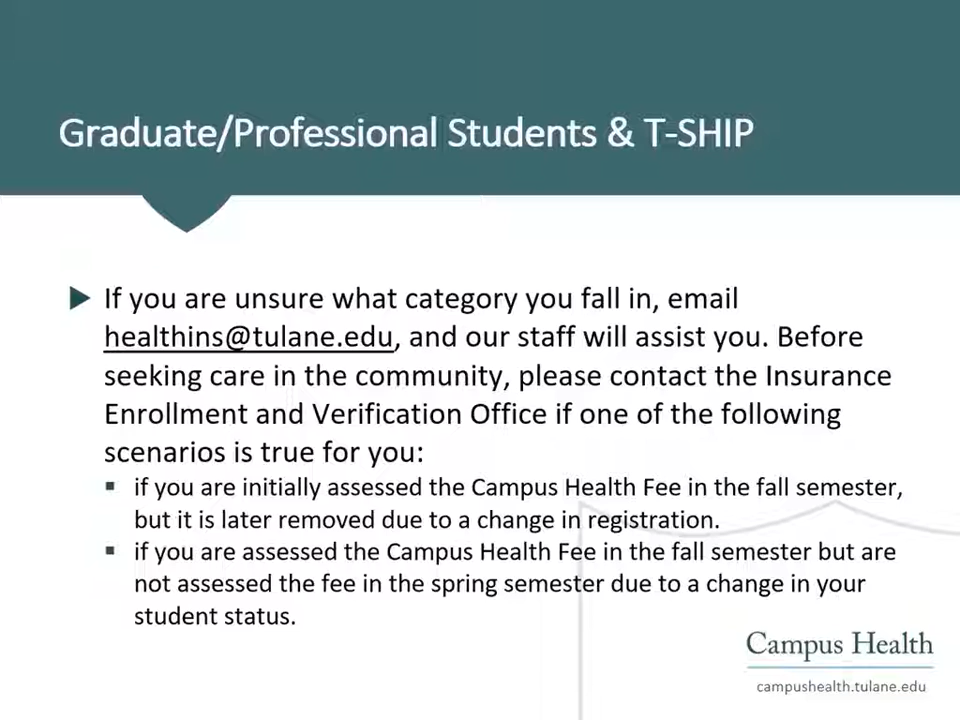 Graduate/Professional Students & T-SHIP
If you are unsure what category you fall in, email
healthins@tulane.edu, and our staff will assist you. Before
seeking care in the community, please contact the Insurance
Enrollment and Verification Office if one of the following
scenarios is true for you:
if you are initially assessed the Campus Health Fee in the fall semester,
but it is later removed due to a change in registration.
if you are assessed the Campus Health Fee in the fall semester but are
not assessed the fee in the spring semester due to a change in your
student status.
Campus Health
campushealth.tulane.edu